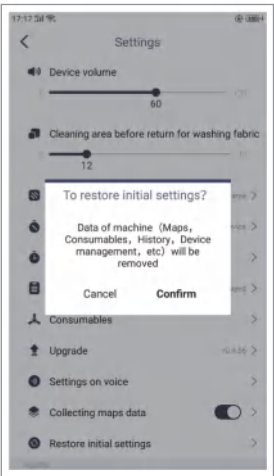 17:17
Settings
Device volume
60
Cleaning area before return for washing fabric
12
To restore initial settings?
Data of machine (Maps,
Consumables, History, Device
management, etc) will be
removed
Cancel Confirm
Consumables
Upgrade
Settings on voice
Collecting maps data
Restore initial settings